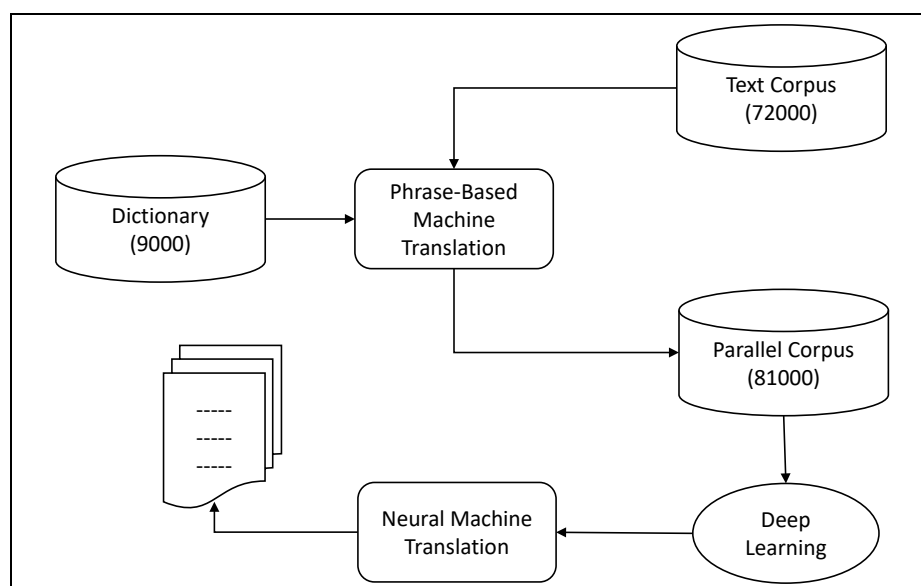 Text Corpus
(72000)
Dictionary
(9000)
Phrase-Based
Machine
Translation
Parallel Corpus
(81000)
-----
-----
-----
Neural Machine
Translation
Deep
Learning